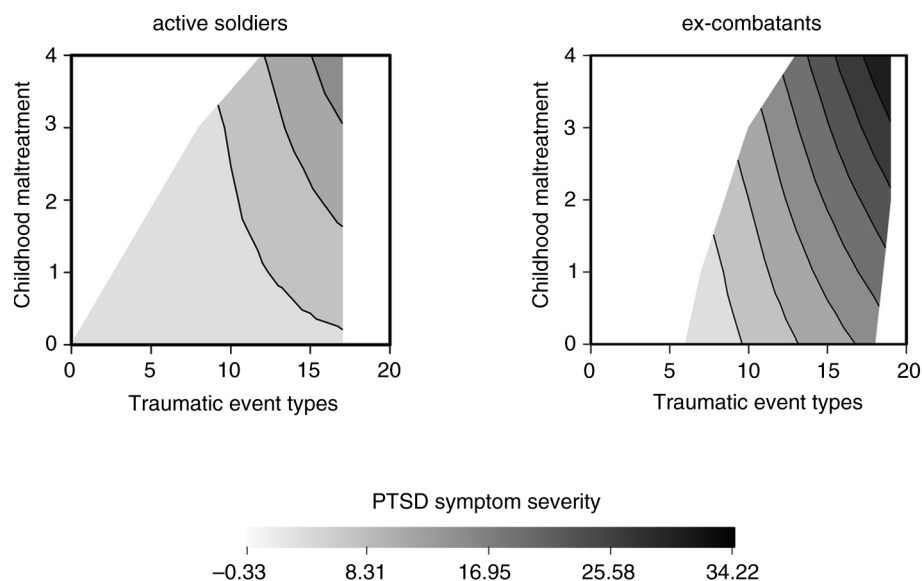 active soldiers
ex-combatants
4
3
2
1
0
Childhood maltreatment
0 5 10 15 20
Traumatic event types
4
3
2
1
0
Childhood maltreatment
0 5 10 15 20
Traumatic event types
PTSD symptom severity
–0.33 8.31 16.95 25.58 34.22